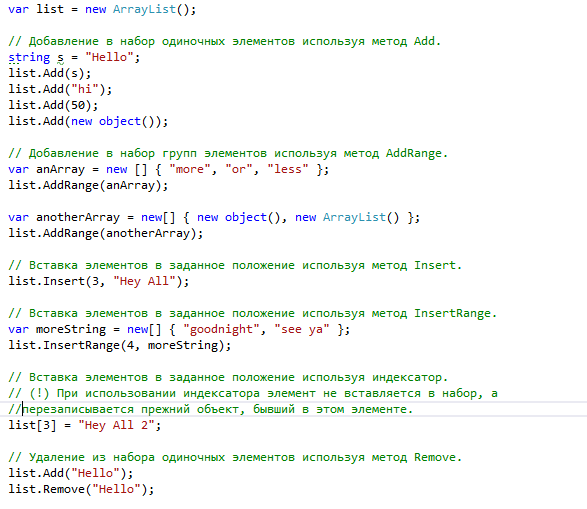 var list = new ArrayList();
// Добавление в набор одиночных элементов используя метод Add.
string s = "Hello";
list.Add(s);
list.Add("hi");
list.Add(50);
list.Add(new object());
// Добавление в набор групп элементов используя метод AddRange.
var anArray = new [] { "more", "or", "less" };
list.AddRange(anArray);
var anotherArray = new[] { new object(), new ArrayList() };
list.AddRange(anotherArray);
// Вставка элементов в заданное положение используя метод Insert.
list.Insert(3, "Hey All");
// Вставка элементов в заданное положение используя метод InsertRange.
var moreString = new[] { "goodnight", "see ya" };
list.InsertRange(4, moreString);
// Вставка элементов в заданное положение используя индексатор.
// (!) При использовании индексатора элемент не вставляется в набор, а
//перезаписывается прежний объект, бывший в этом элементе.
list[3] = "Hey All 2";
// Удаление из набора одиночных элементов используя метод Remove.
list.Add("Hello");
list.Remove("Hello");